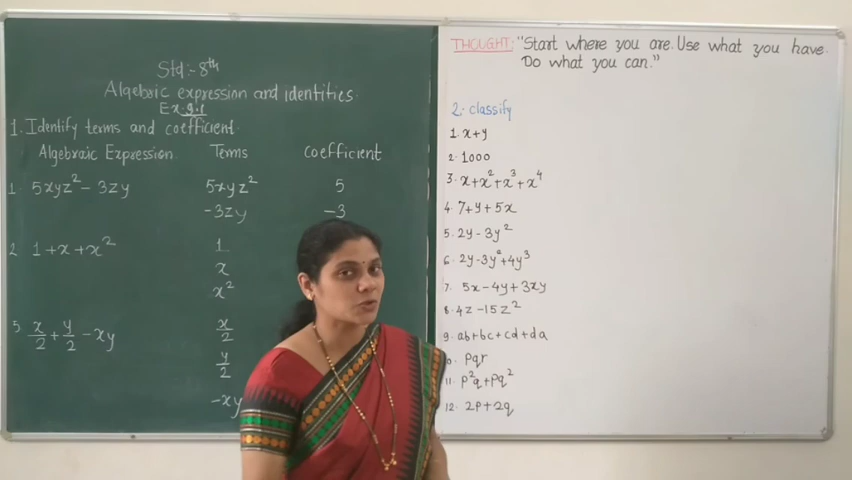 Std:- 8th
Algebric expression and identities
Ex 9.1
1. Identify terms and coefficient.
Algebraic Expression Terms coefficient
1. 5xyz² - 3zy 5xyz² 5
-3zy -3
2 1+x+x² 1
x
x²
x/2 + y/2 - xy x/2
y/2
-xy
THOUGHT: "Start where you are. Use what you have.
Do what you can."
2. classify
1. x+y
2. 1000
3. x+x²+x³+x⁴
4. 7+y+5x
5. 2y-3y²
6. 2y-3y²+4y³
7. 5x-4y+3xy
8. 4z-15z²
9. ab+bc+cd+da
pqr
11. p²q+pq²
12. 2p+2q